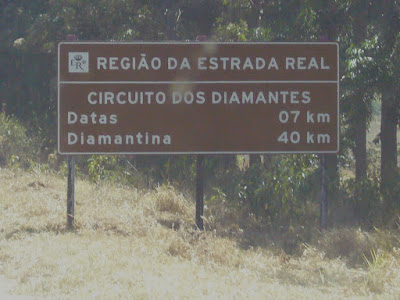 REGIÃO DA ESTRADA REAL
CIRCUITO DOS DIAMANTES
Datas 07 km
Diamantina 40 km